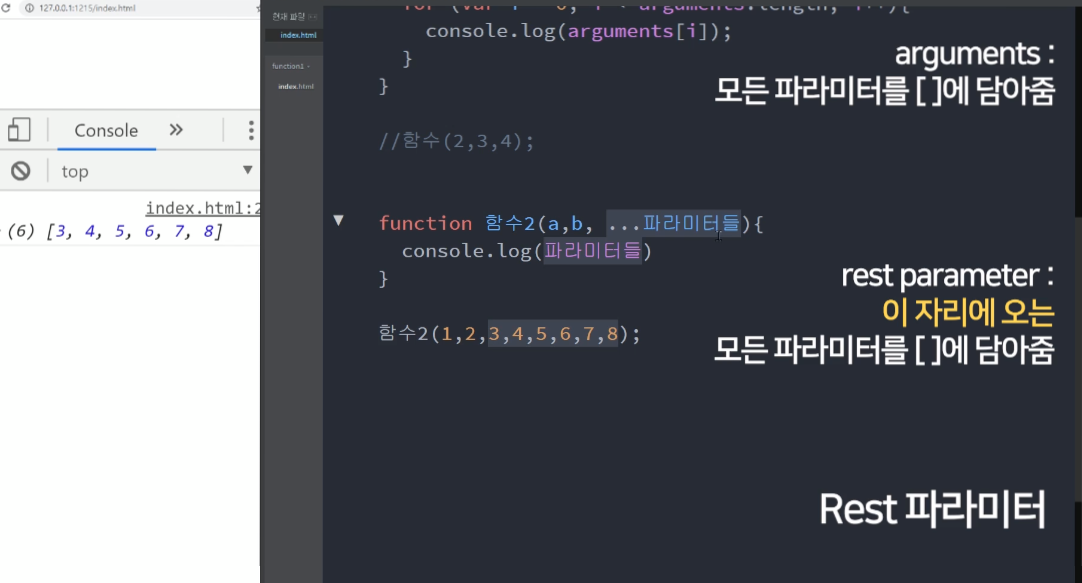 127.0.0.1:1215/index.html
Console »
top
index.html:2
(6) [3, 4, 5, 6, 7, 8]
현재 파일
index.html
function1
index.html
for (var i = 0; i < arguments.length; i++){
console.log(arguments[i]);
}
}
//함수(2,3,4);
function 함수2(a,b, ...파라미터들){
console.log(파라미터들)
}
함수2(1,2,3,4,5,6,7,8);
arguments :
모든 파라미터를 [ ]에 담아줌
rest parameter :
이 자리에 오는
모든 파라미터를 [ ]에 담아줌
Rest 파라미터